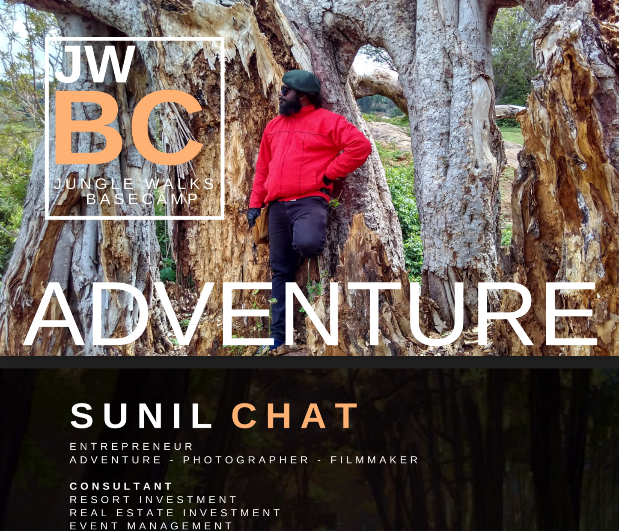 JW
BC
JUNGLE WALKS
BASECAMP
ADVENTURE
SUNIL CHAT
ENTREPRENEUR
ADVENTURE - PHOTOGRAPHER - FILMMAKER
CONSULTANT
RESORT INVESTMENT
REAL ESTATE INVESTMENT
EVENT MANAGEMENT